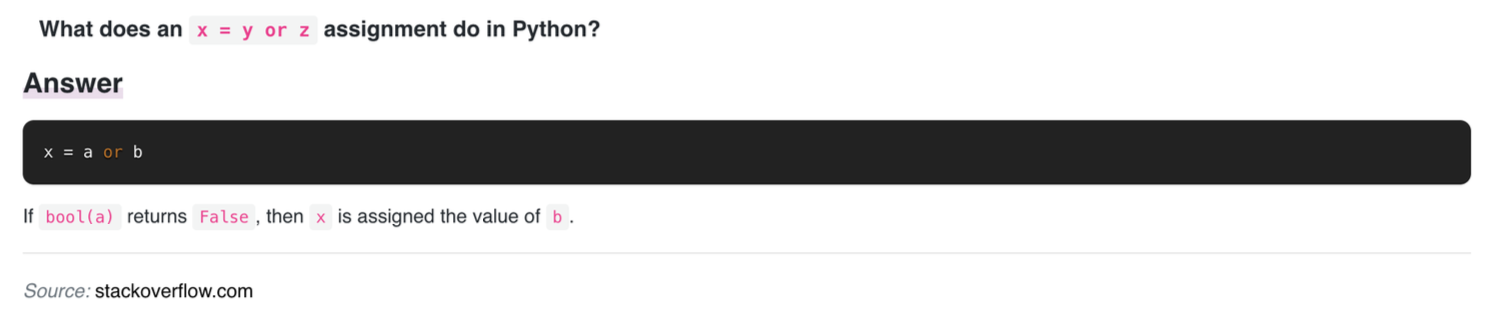 What does an x = y or z assignment do in Python?
Answer
x = a or b
If bool(a) returns False, then x is assigned the value of b.
Source: stackoverflow.com